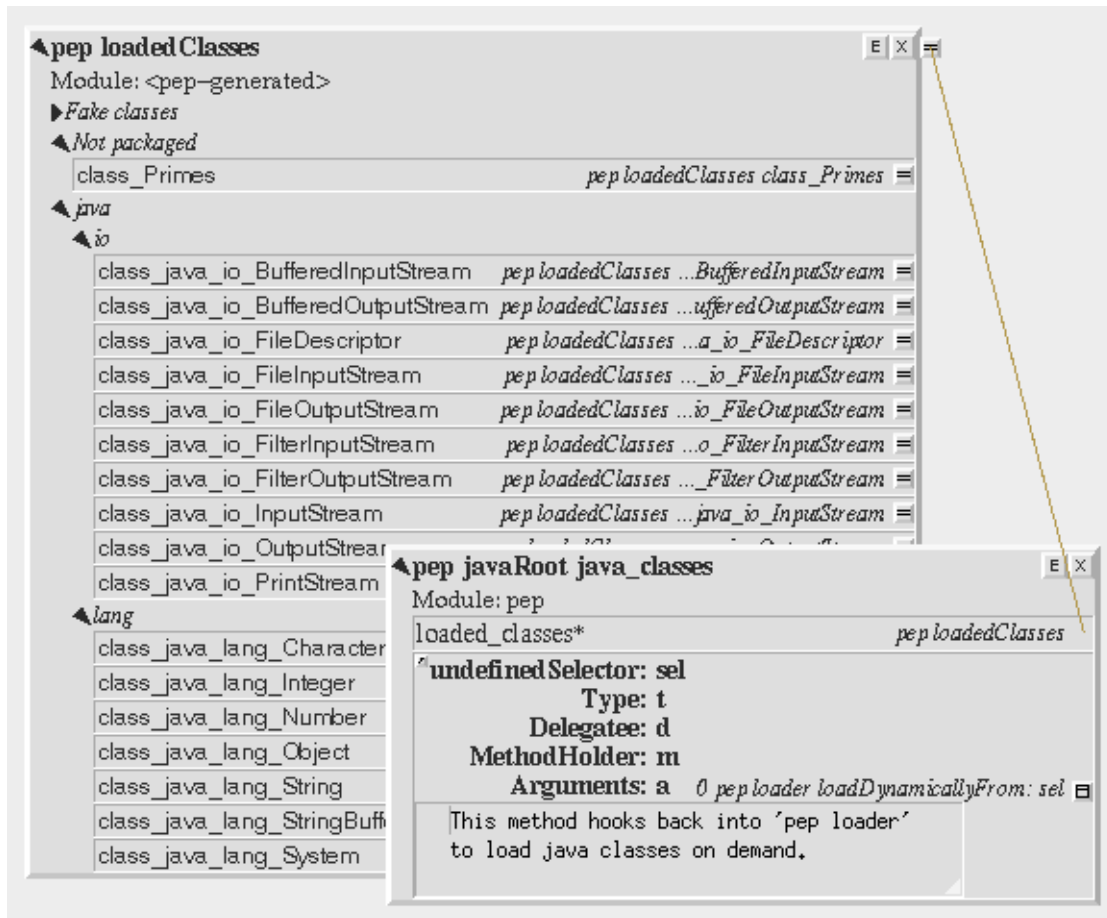 pep loadedClasses E X
Module: <pep–generated>
Fake classes
Not packaged
class_Primes pep loadedClasses class_Primes
java
io
class_java_io_BufferedInputStream pep loadedClasses ...BufferedInputStream
class_java_io_BufferedOutputStream pep loadedClasses ...ufferedOutputStream
class_java_io_FileDescriptor pep loadedClasses ...a_io_FileDescriptor
class_java_io_FileInputStream pep loadedClasses ..._io_FileInputStream
class_java_io_FileOutputStream pep loadedClasses ...io_FileOutputStream
class_java_io_FilterInputStream pep loadedClasses ...o_FilterInputStream
class_java_io_FilterOutputStream pep loadedClasses ..._FilterOutputStream
class_java_io_InputStream pep loadedClasses ...java_io_InputStream
class_java_io_OutputStrea
class_java_io_PrintStream
lang
class_java_lang_Character
class_java_lang_Integer
class_java_lang_Number
class_java_lang_Object
class_java_lang_String
class_java_lang_StringBuff
class_java_lang_System
pep javaRoot java_classes E X
Module: pep
loaded_classes* pep loadedClasses
undefinedSelector: sel
Type: t
Delegatee: d
MethodHolder: m
Arguments: a 0 pep loader loadDynamicallyFrom: sel
This method hooks back into ´pep loader´
to load java classes on demand.